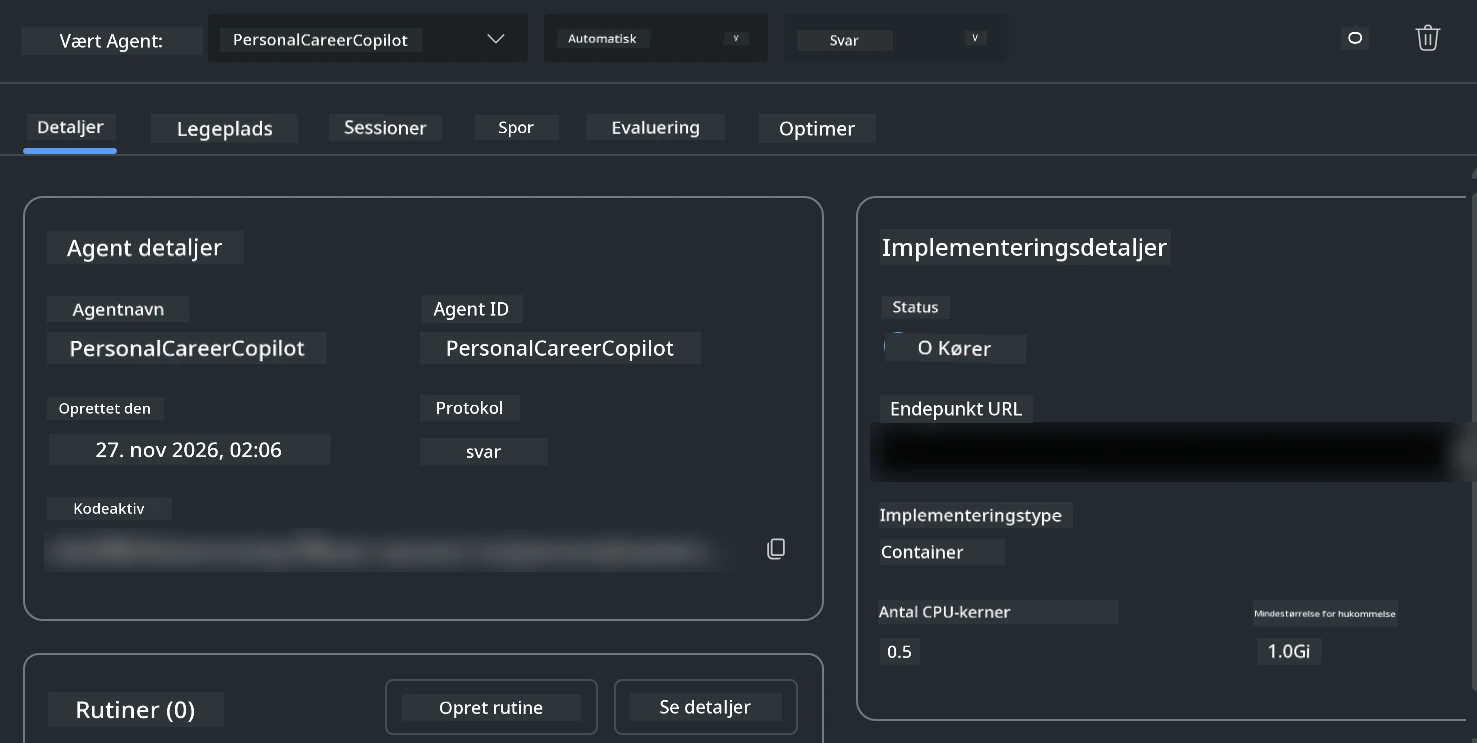 Vært Agent:
PersonalCareerCopilot
Automatisk
Svar
Detaljer
Legeplads
Sessioner
Spor
Evaluering
Optimer
Agent detaljer
Agentnavn
Agent ID
PersonalCareerCopilot
PersonalCareerCopilot
Oprettet den
Protokol
27. nov 2026, 02:06
svar
Kodeaktiv
Rutiner (0)
Opret rutine
Se detaljer
Implementeringsdetaljer
Status
O Kører
Endepunkt URL
Implementeringstype
Container
Antal CPU-kerner
Mindestørrelse for hukommelse
0.5
1.0Gi